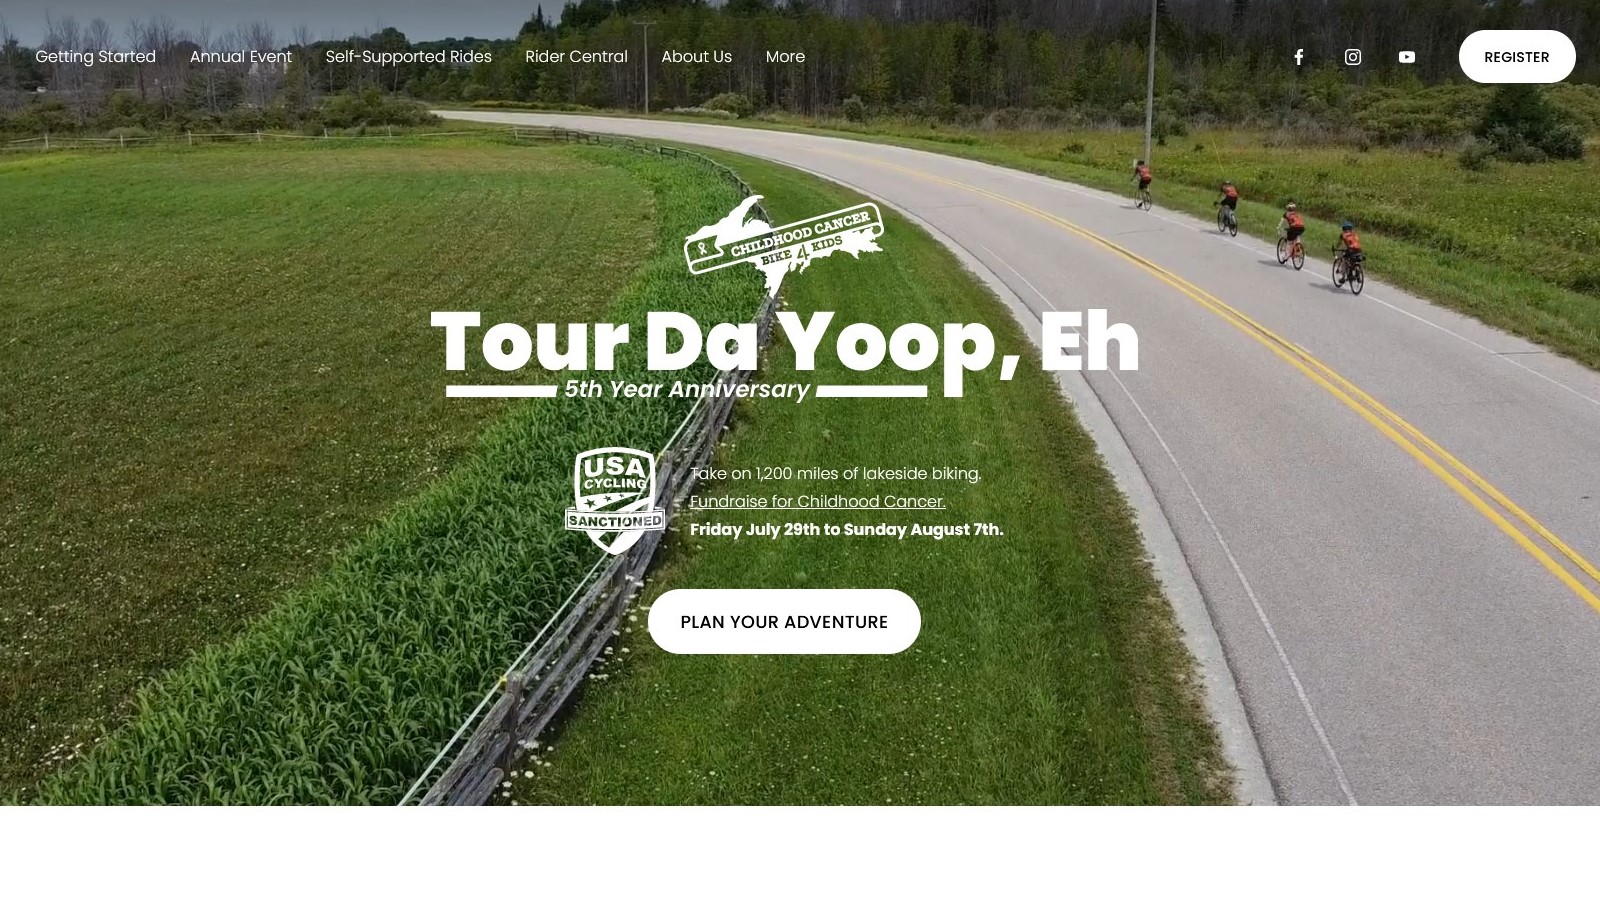 Getting Started
Annual Event
Self-Supported Rides
Rider Central
About Us
More
REGISTER
CHILDHOOD CANCER
BIKE 4 KIDS
Tour Da Yoop, Eh
5th Year Anniversary
USA
CYCLING
SANCTIONED
Take on 1,200 miles of lakeside biking.
Fundraise for Childhood Cancer.
Friday July 29th to Sunday August 7th.
PLAN YOUR ADVENTURE